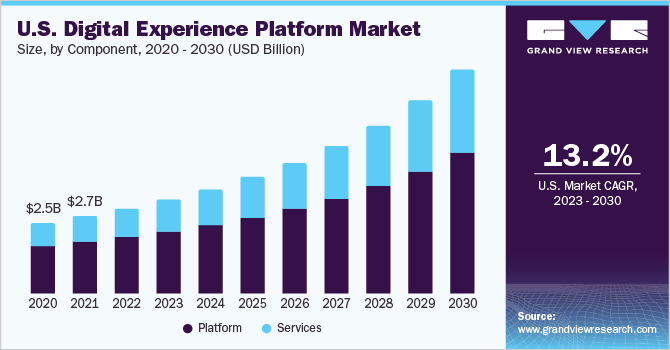 U.S. Digital Experience Platform Market
Size, by Component, 2020 - 2030 (USD Billion)
$2.5B
$2.7B
2020 2021 2022 2023 2024 2025 2026 2027 2028 2029 2030
Platform Services
GRAND VIEW RESEARCH
13.2%
U.S. Market CAGR,
2023 - 2030
Source:
www.grandviewresearch.com